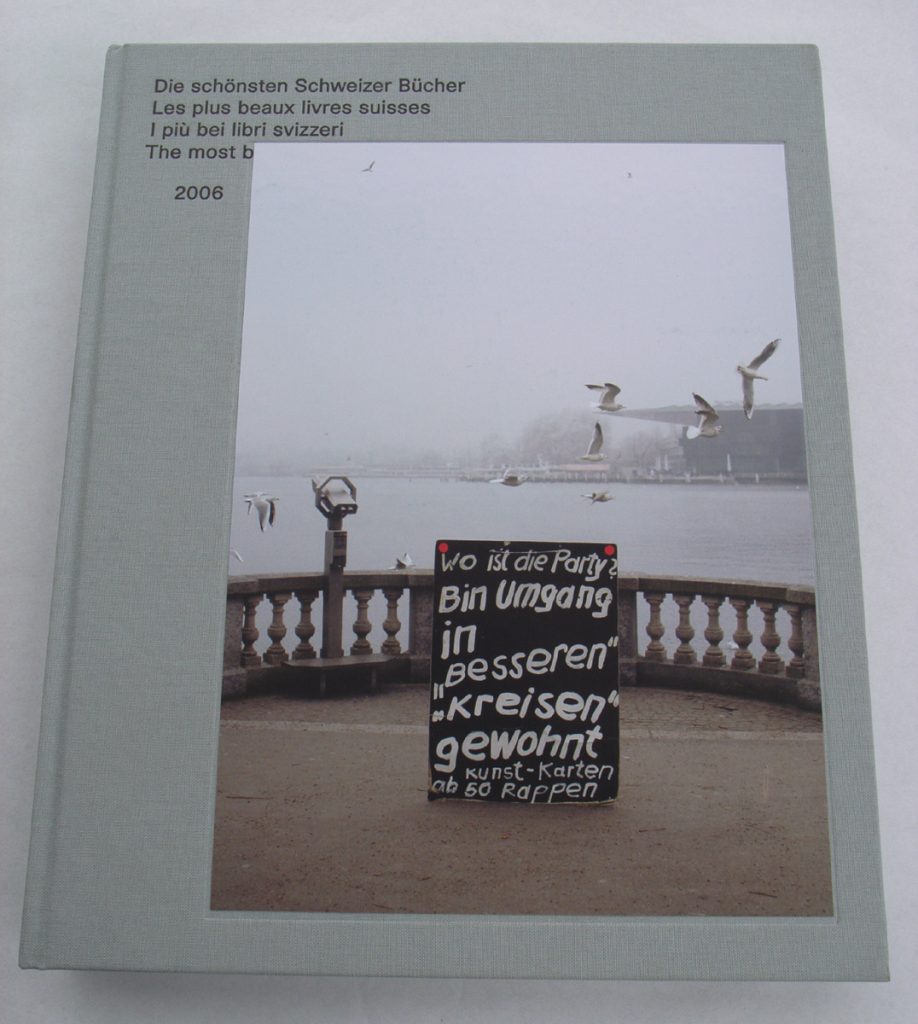 Die schönsten Schweizer Bücher
Les plus beaux livres suisses
I più bei libri svizzeri
The most b
2006
Wo ist die Party?
Bin Umgang
in
"Besseren"
"Kreisen"
gewohnt
Kunst-Karten
ab 50 Rappen